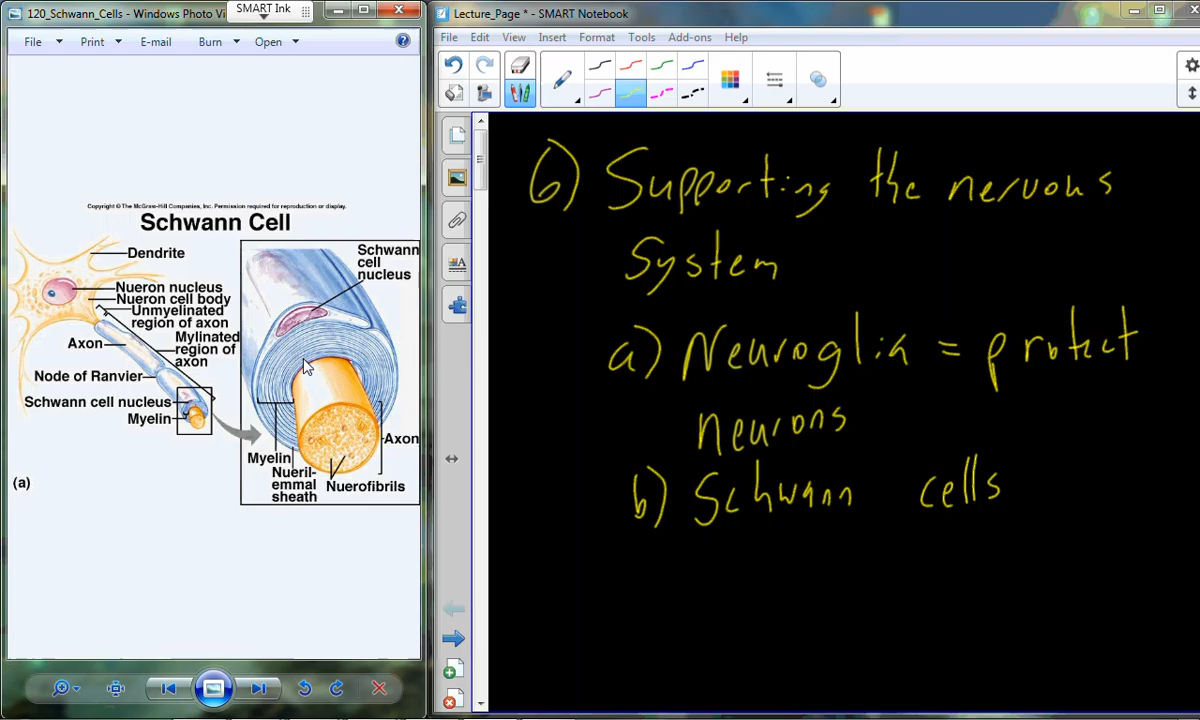 120_Schwann_Cells - Windows Photo Vi
SMART Ink
File Print E-mail Burn Open
Copyright © The McGraw-Hill Companies, Inc. Permission required for reproduction or display.
Schwann Cell
Dendrite
Nueron nucleus
Nueron cell body
Unmyelinated
region of axon
Mylinated
region of
axon
Axon
Node of Ranvier
Schwann cell nucleus
Myelin
(a)
Schwann
cell
nucleus
Axon
Myelin
Nueril-
emmal
sheath
Nuerofibrils
Lecture_Page * - SMART Notebook
File Edit View Insert Format Tools Add-ons Help
6) Supporting the nervous
system
a) Neuroglia = protect
neurons
b) Schwann cells